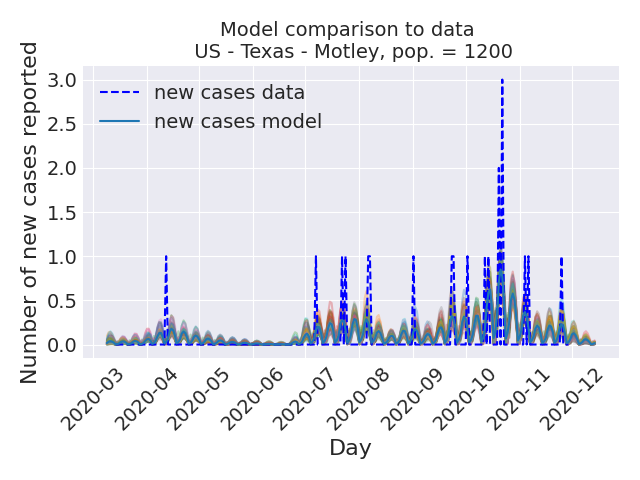 Model comparison to data
US - Texas - Motley, pop. = 1200
Number of new cases reported
3.0
2.5
2.0
1.5
1.0
0.5
0.0
new cases data
new cases model
2020-03
2020-04
2020-05
2020-06
2020-07
2020-08
2020-09
2020-10
2020-11
2020-12
Day